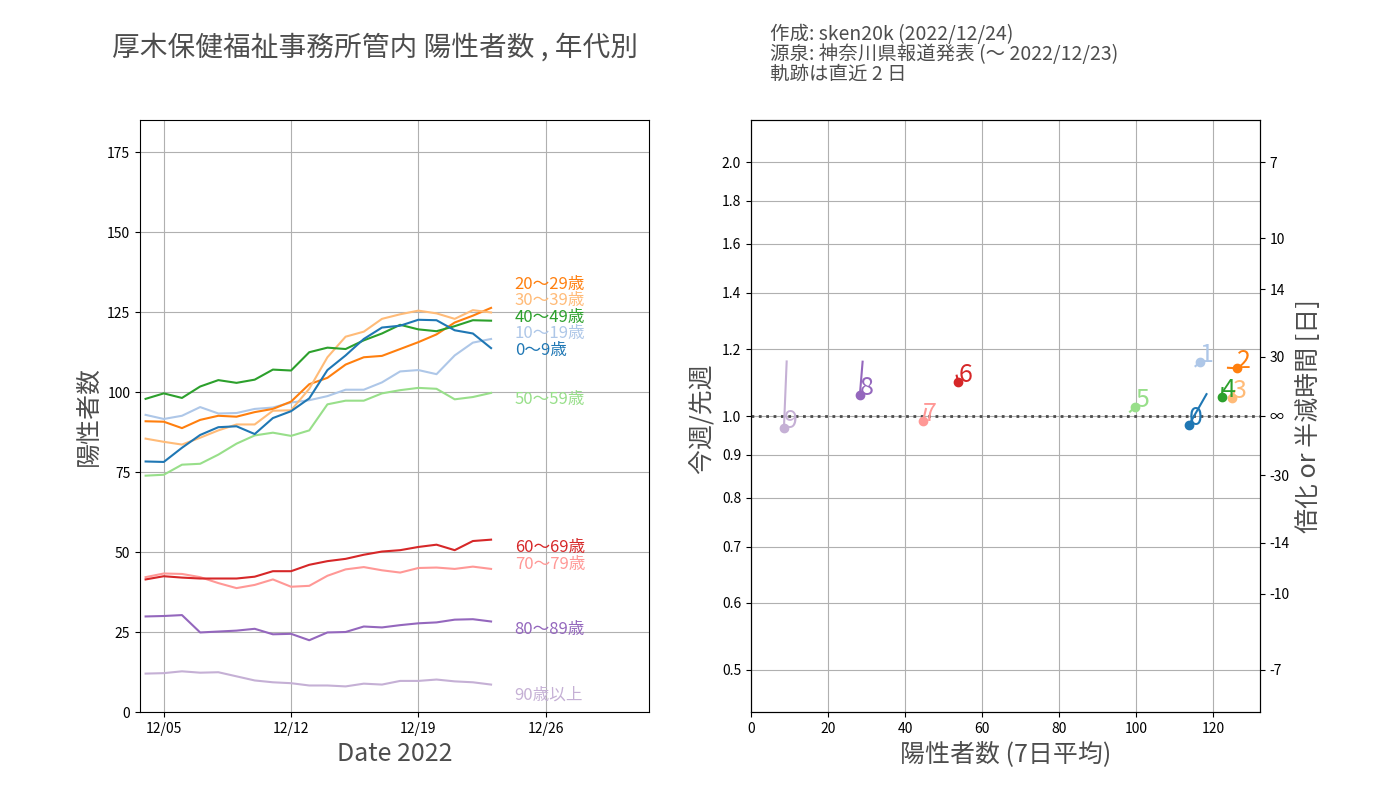 厚木保健福祉事務所管内 陽性者数 , 年代別
作成: sken20k (2022/12/24)
源泉: 神奈川県報道発表 (〜 2022/12/23)
軌跡は直近 2 日
陽性者数
175
150
125
100
75
50
25
0
20〜29歳
30〜39歳
40〜49歳
10〜19歳
0〜9歳
50〜59歳
60〜69歳
70〜79歳
80〜89歳
90歳以上
12/05
12/12
12/19
12/26
Date 2022
今週/先週
2.0
1.8
1.6
1.4
1.2
1.0
0.9
0.8
0.7
0.6
0.5
1
2
6
8
3
4
5
7
0
9
7
10
14
30
∞
-30
-14
-10
-7
倍化 or 半減時間 [日]
0
20
40
60
80
100
120
陽性者数 (7日平均)